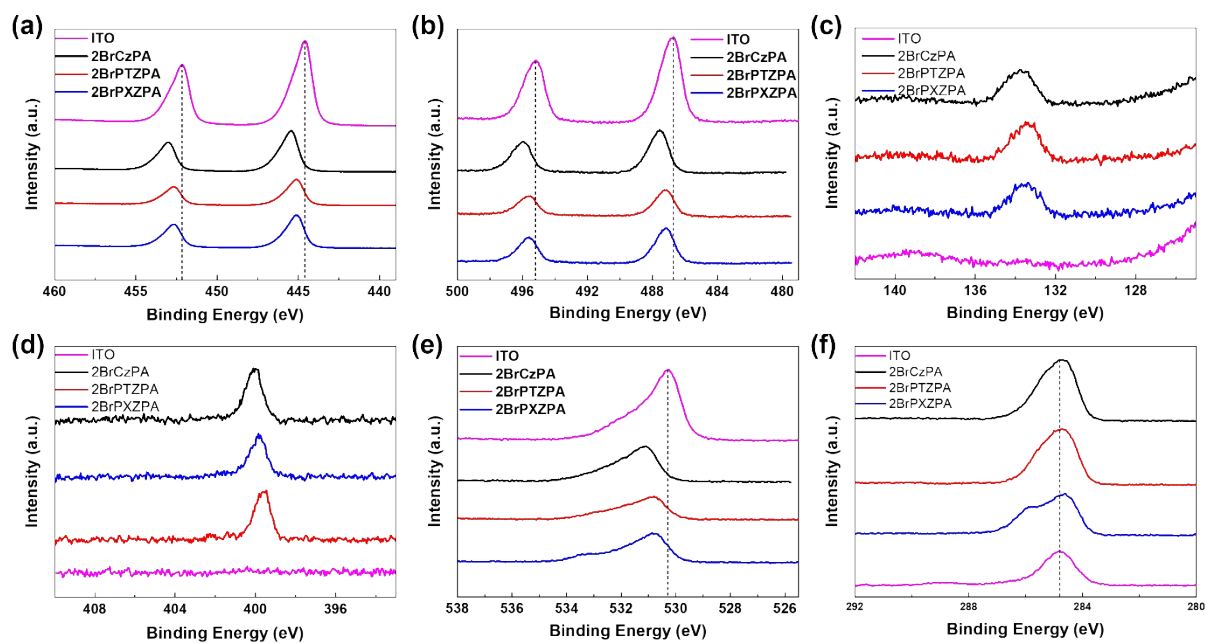 (a)
ITO
2BrCzPA
2BrPTZPA
2BrPXZPA
Intensity (a.u.)
460 455 450 445 440
Binding Energy (eV)
(b)
ITO
2BrCzPA
2BrPTZPA
2BrPXZPA
Intensity (a.u.)
500 496 492 488 484 480
Binding Energy (eV)
(c)
ITO
2BrCzPA
2BrPTZPA
2BrPXZPA
Intensity (a.u.)
140 136 132 128
Binding Energy (eV)
(d)
ITO
2BrCzPA
2BrPTZPA
2BrPXZPA
Intensity (a.u.)
408 404 400 396
Binding Energy (eV)
(e)
ITO
2BrCzPA
2BrPTZPA
2BrPXZPA
Intensity (a.u.)
538 536 534 532 530 528 526
Binding Energy (eV)
(f)
ITO
2BrCzPA
2BrPTZPA
2BrPXZPA
Intensity (a.u.)
292 288 284 280
Binding Energy (eV)